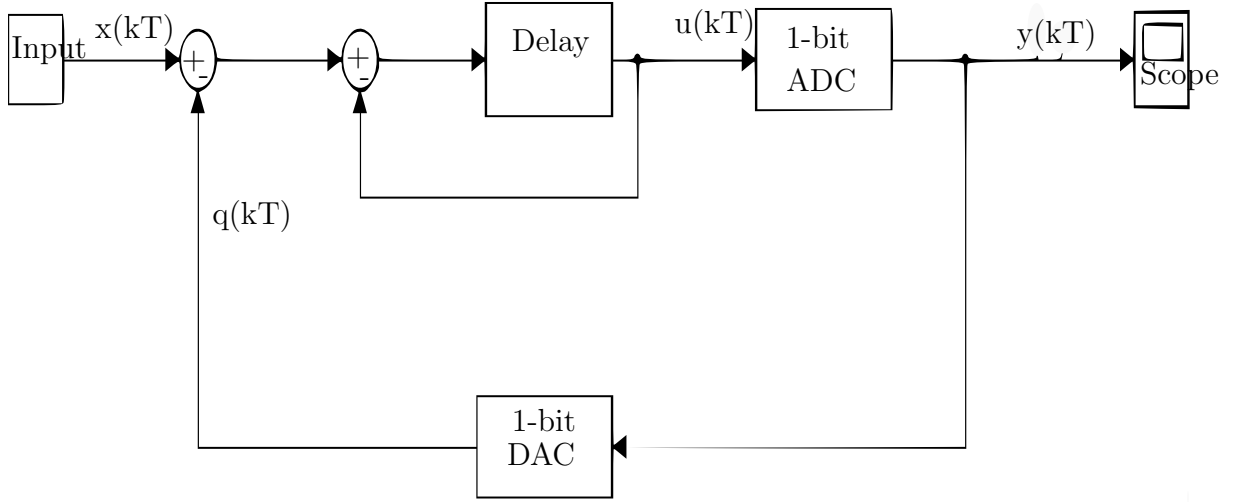 Input
x(kT)
+
-
+
-
Delay
u(kT)
1-bit
ADC
y(kT)
Scope
q(kT)
1-bit
DAC